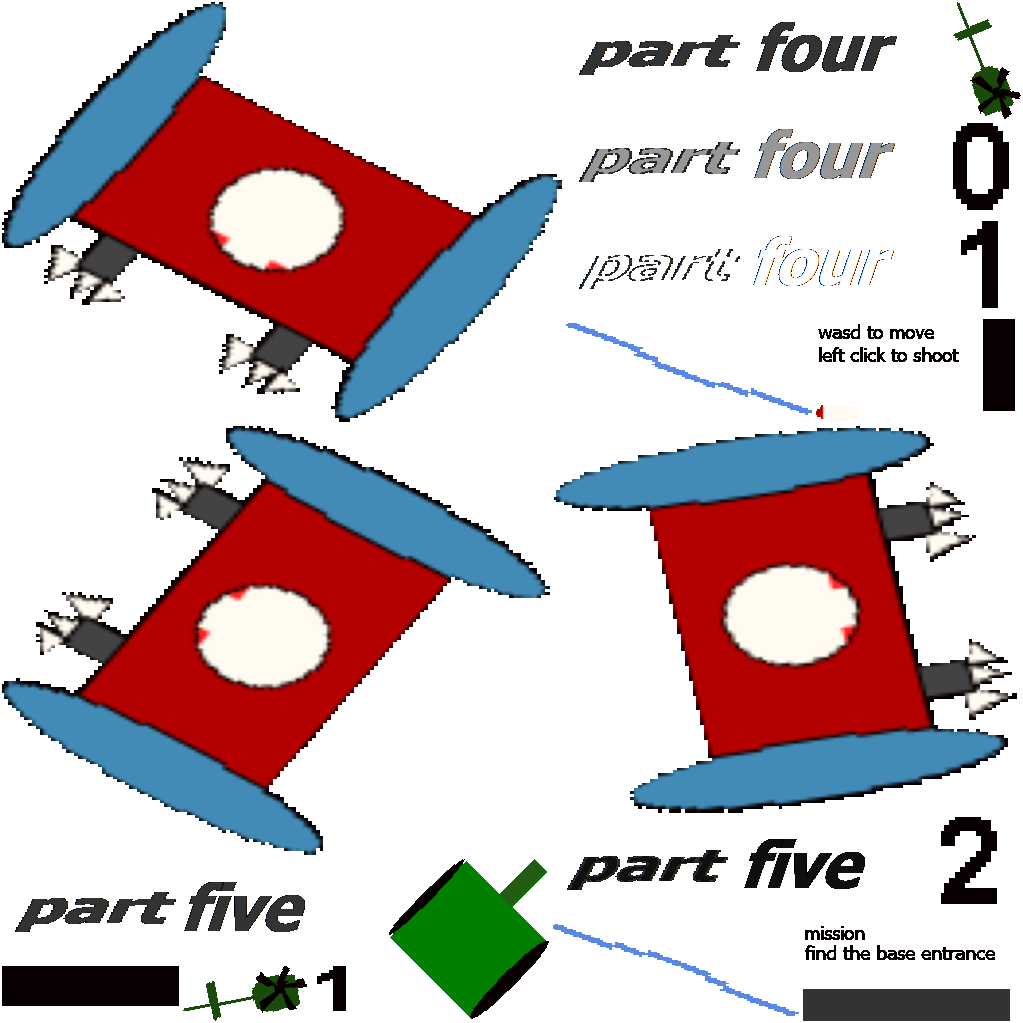 part four
part four
0
part four
1
wasd to move
left click to shoot
part five
2
mission
find the base entrance
part five
1